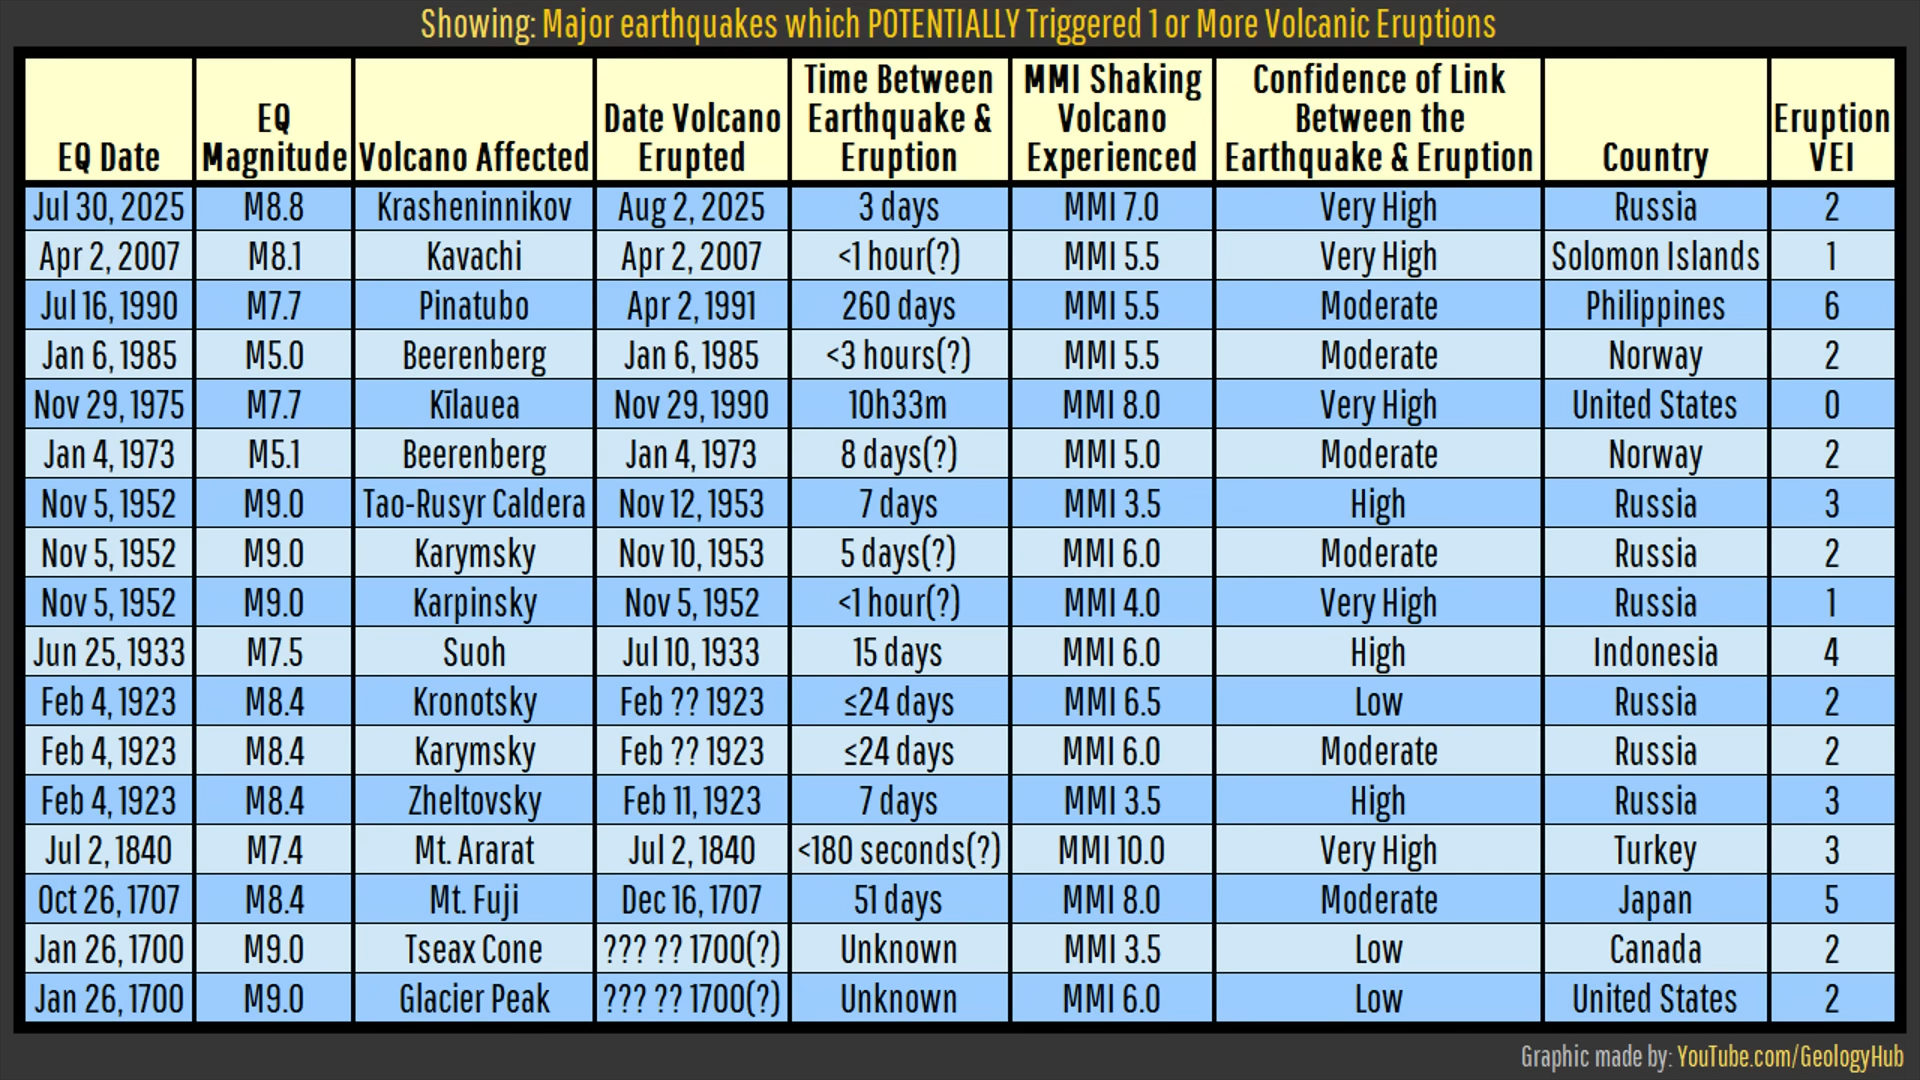 Showing: Major earthquakes which POTENTIALLY Triggered 1 or More Volcanic Eruptions
EQ Date | EQ Magnitude | Volcano Affected | Date Volcano Erupted | Time Between Earthquake & Eruption | MMI Shaking Volcano Experienced | Confidence of Link Between the Earthquake & Eruption | Country | Eruption VEI
Jul 30, 2025 | M8.8 | Krasheninnikov | Aug 2, 2025 | 3 days | MMI 7.0 | Very High | Russia | 2
Apr 2, 2007 | M8.1 | Kavachi | Apr 2, 2007 | <1 hour(?) | MMI 5.5 | Very High | Solomon Islands | 1
Jul 16, 1990 | M7.7 | Pinatubo | Apr 2, 1991 | 260 days | MMI 5.5 | Moderate | Philippines | 6
Jan 6, 1985 | M5.0 | Beerenberg | Jan 6, 1985 | <3 hours(?) | MMI 5.5 | Moderate | Norway | 2
Nov 29, 1975 | M7.7 | Kīlauea | Nov 29, 1990 | 10h33m | MMI 8.0 | Very High | United States | 0
Jan 4, 1973 | M5.1 | Beerenberg | Jan 4, 1973 | 8 days(?) | MMI 5.0 | Moderate | Norway | 2
Nov 5, 1952 | M9.0 | Tao-Rusyr Caldera | Nov 12, 1953 | 7 days | MMI 3.5 | High | Russia | 3
Nov 5, 1952 | M9.0 | Karymsky | Nov 10, 1953 | 5 days(?) | MMI 6.0 | Moderate | Russia | 2
Nov 5, 1952 | M9.0 | Karpinsky | Nov 5, 1952 | <1 hour(?) | MMI 4.0 | Very High | Russia | 1
Jun 25, 1933 | M7.5 | Suoh | Jul 10, 1933 | 15 days | MMI 6.0 | High | Indonesia | 4
Feb 4, 1923 | M8.4 | Kronotsky | Feb ?? 1923 | ≤24 days | MMI 6.5 | Low | Russia | 2
Feb 4, 1923 | M8.4 | Karymsky | Feb ?? 1923 | ≤24 days | MMI 6.0 | Moderate | Russia | 2
Feb 4, 1923 | M8.4 | Zheltovsky | Feb 11, 1923 | 7 days | MMI 3.5 | High | Russia | 3
Jul 2, 1840 | M7.4 | Mt. Ararat | Jul 2, 1840 | <180 seconds(?) | MMI 10.0 | Very High | Turkey | 3
Oct 26, 1707 | M8.4 | Mt. Fuji | Dec 16, 1707 | 51 days | MMI 8.0 | Moderate | Japan | 5
Jan 26, 1700 | M9.0 | Tseax Cone | ??? ?? 1700(?) | Unknown | MMI 3.5 | Low | Canada | 2
Jan 26, 1700 | M9.0 | Glacier Peak | ??? ?? 1700(?) | Unknown | MMI 6.0 | Low | United States | 2
Graphic made by: YouTube.com/GeologyHub